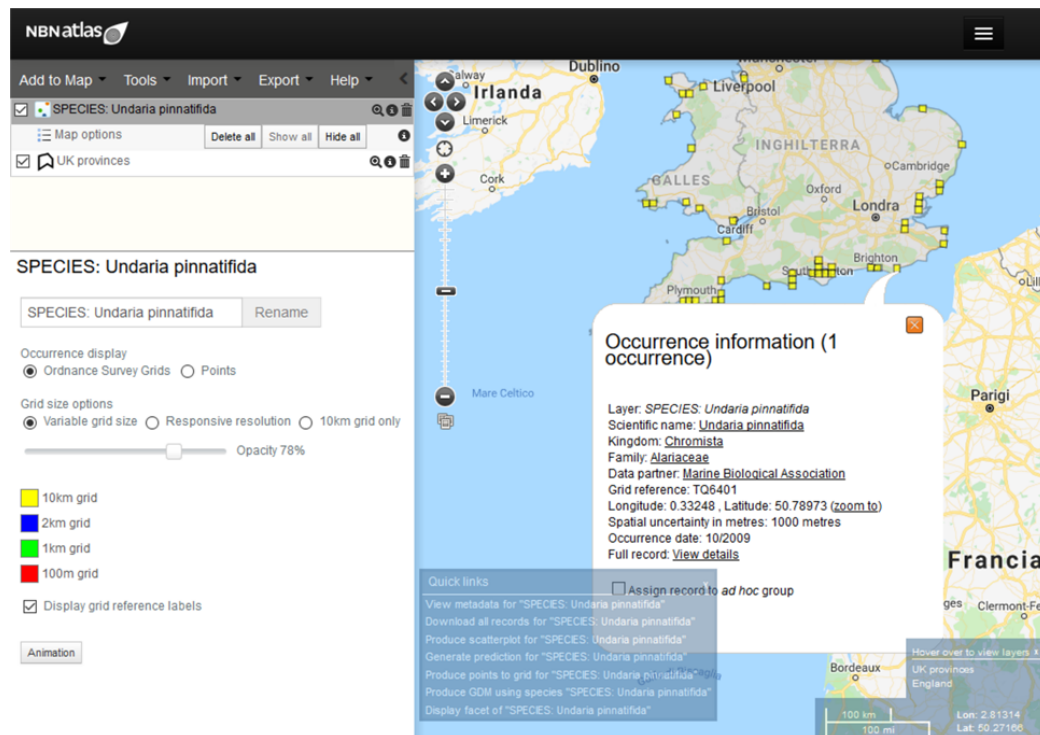 NBN atlas
Add to Map Tools Import Export Help
SPECIES: Undaria pinnatifida
Map options Delete all Show all Hide all
UK provinces
SPECIES: Undaria pinnatifida
SPECIES: Undaria pinnatifida Rename
Occurrence display
Ordnance Survey Grids Points
Grid size options
Variable grid size Responsive resolution 10km grid only
Opacity 78%
10km grid
2km grid
1km grid
100m grid
Display grid reference labels
Animation
Galway
Dublino
Irlanda
Limerick
Cork
Liverpool
INGHILTERRA
Cambridge
GALLES
Oxford
Londra
Bristol
Cardiff
Brighton
Plymouth
Mare Celtico
Parigi
Francia
Bordeaux
Occurrence information (1
occurrence)
Layer: SPECIES: Undaria pinnatifida
Scientific name: Undaria pinnatifida
Kingdom: Chromista
Family: Alariaceae
Data partner: Marine Biological Association
Grid reference: TQ6401
Longitude: 0.33248 , Latitude: 50.78973 (zoom to)
Spatial uncertainty in metres: 1000 metres
Occurrence date: 10/2009
Full record: View details
Assign record to ad hoc group
Quick links
View metadata for "SPECIES: Undaria pinnatifida"
Download all records for "SPECIES: Undaria pinnatifida"
Produce scatterplot for "SPECIES: Undaria pinnatifida"
Generate prediction for "SPECIES: Undaria pinnatifida"
Produce points to grid for "SPECIES: Undaria pinnatifida"
Produce GDM using species "SPECIES: Undaria pinnatifida"
Display facet of "SPECIES: Undaria pinnatifida"
Hover over to view layers x
UK provinces
England
100 km
100 mi
Lon: 2.81314
Lat: 50.27166